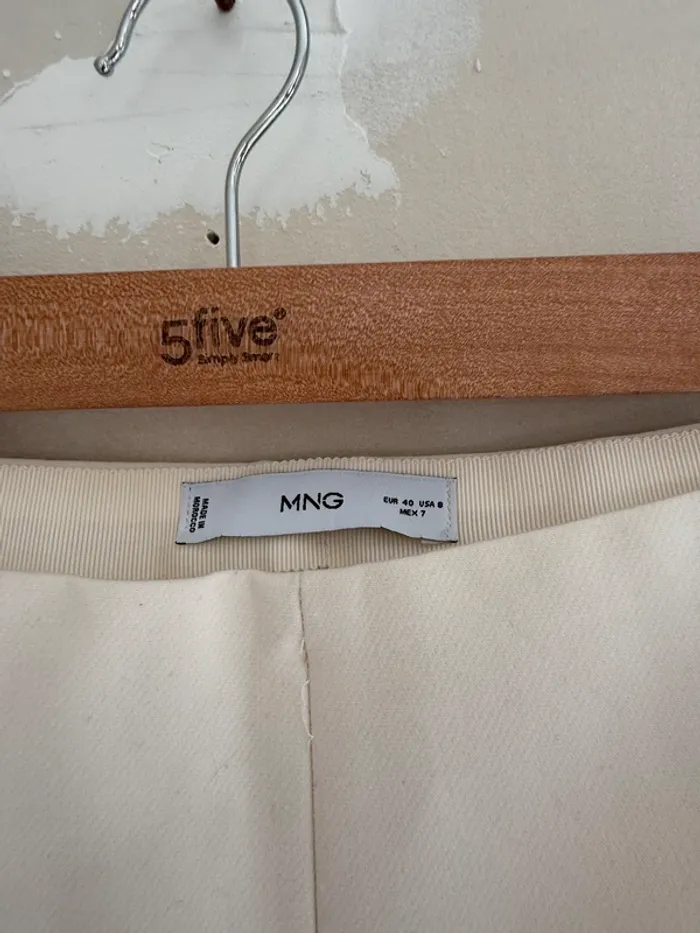 5five®
Simply Smart
MADE IN
MOROCCO
MNG
EUR 40 USA 8
MEX 7